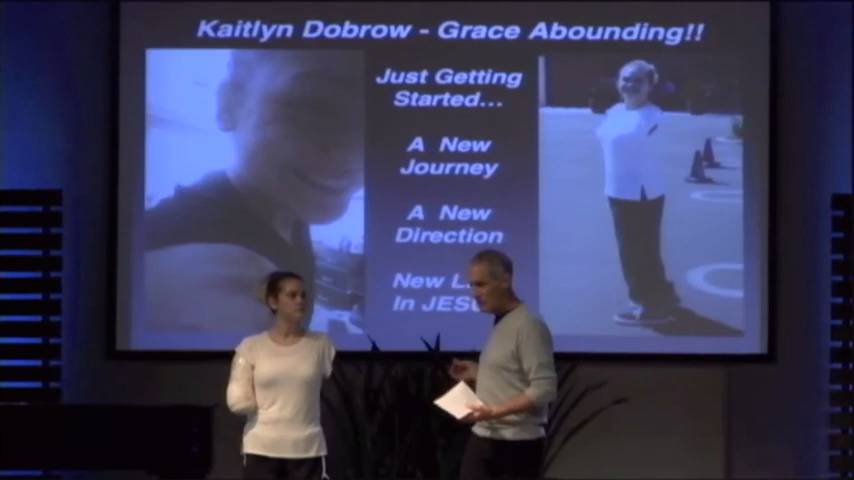 Kaitlyn Dobrow - Grace Abounding!!
Just Getting
Started...
A New
Journey
A New
Direction
New
In